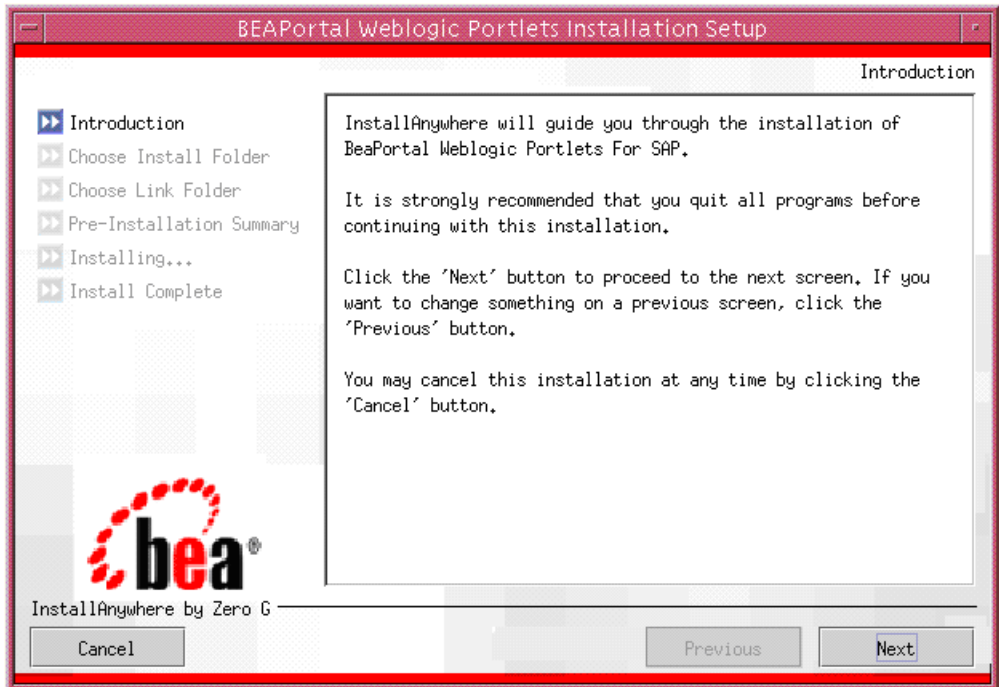 BEAPortal Weblogic Portlets Installation Setup
Introduction
Introduction
Choose Install Folder
Choose Link Folder
Pre-Installation Summary
Installing...
Install Complete
InstallAnywhere will guide you through the installation of
BeaPortal Weblogic Portlets For SAP.
It is strongly recommended that you quit all programs before
continuing with this installation.
Click the ´Next´ button to proceed to the next screen. If you
want to change something on a previous screen, click the
´Previous´ button.
You may cancel this installation at any time by clicking the
´Cancel´ button.
bea®
InstallAnywhere by Zero G
Cancel
Previous
Next